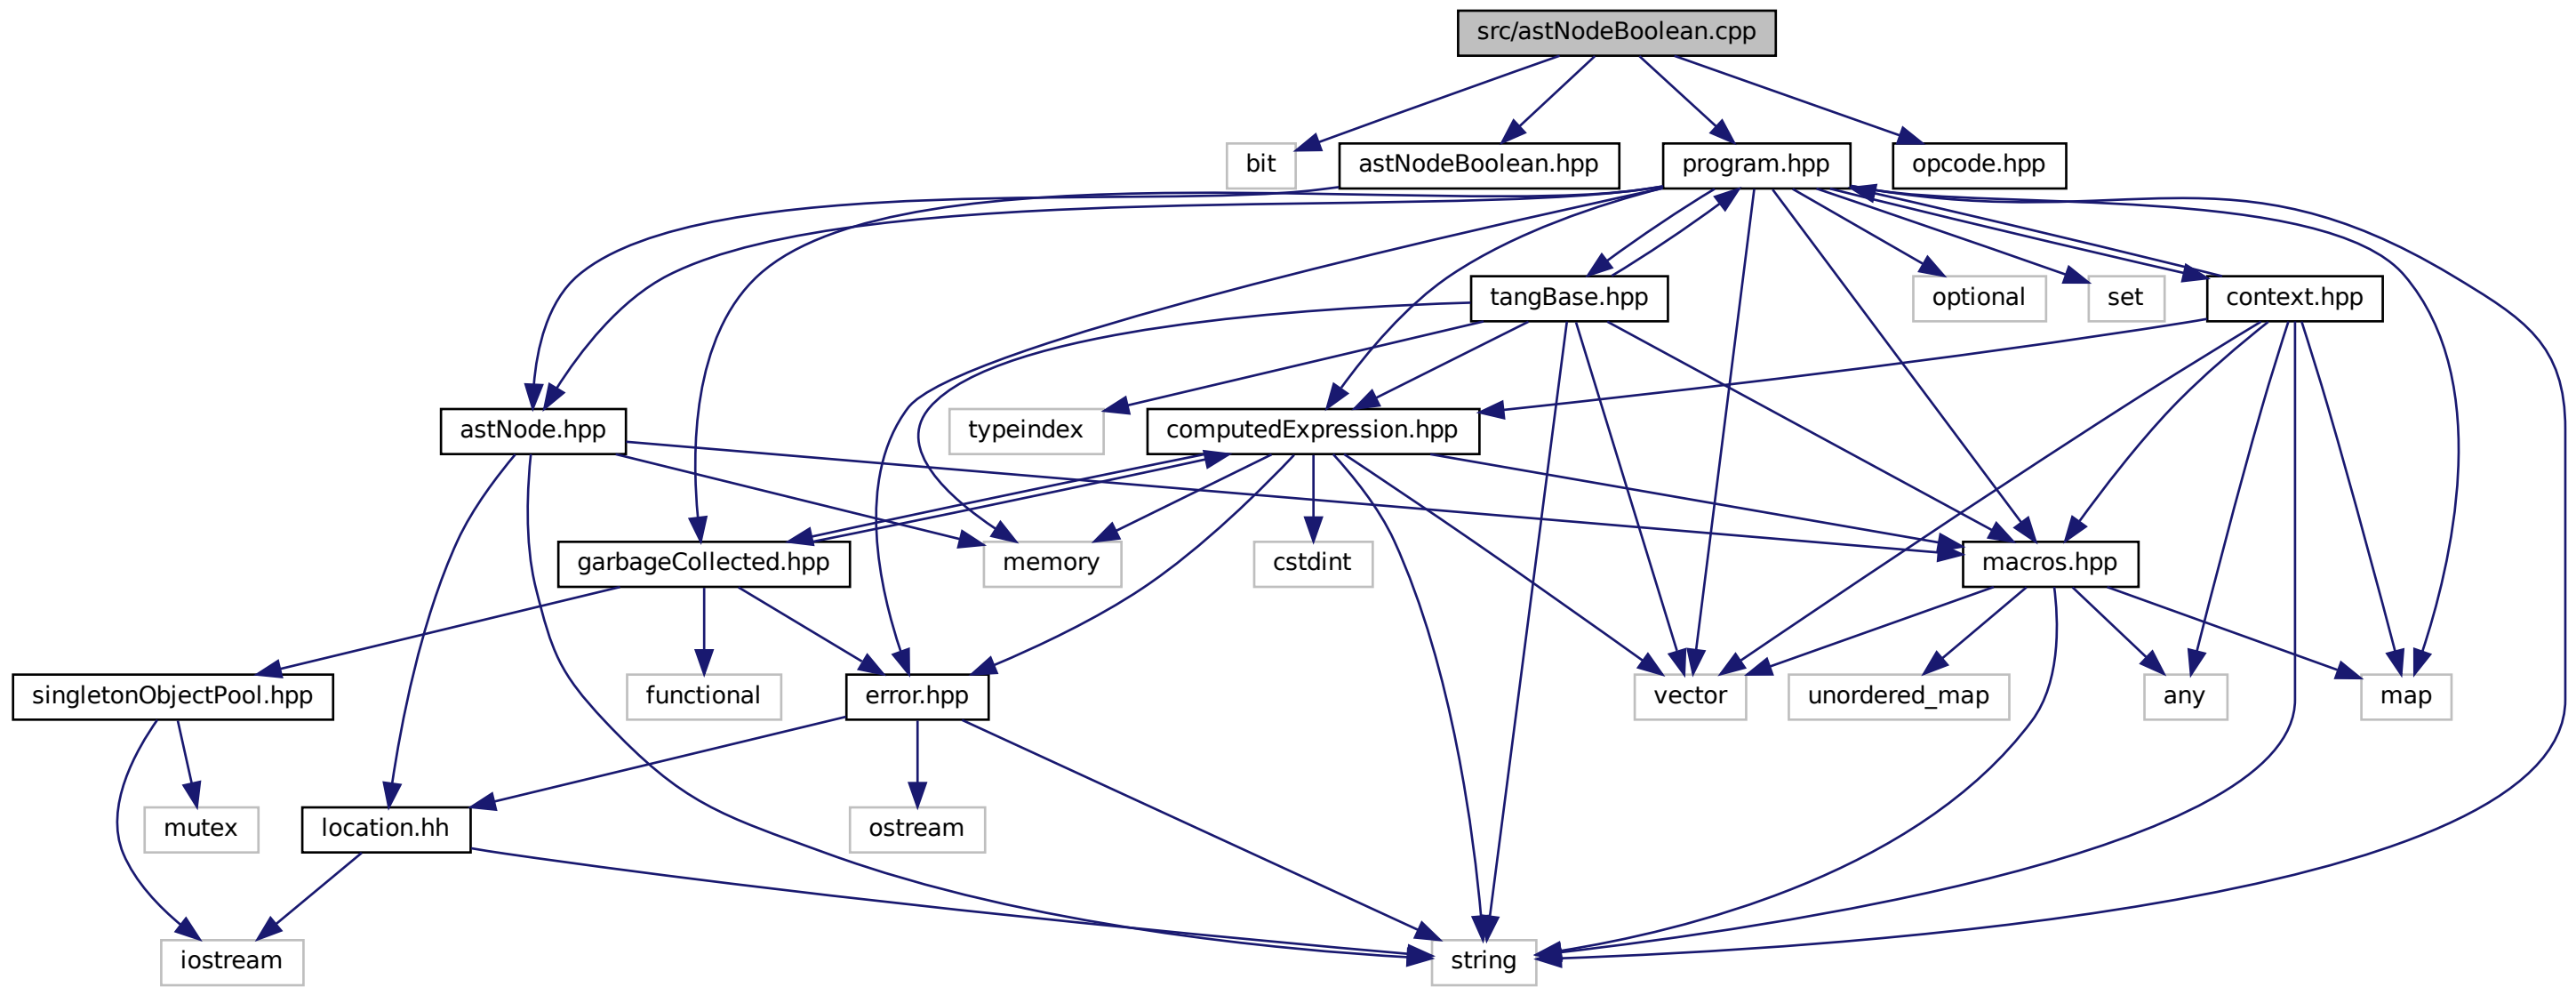 src/astNodeBoolean.cpp
bit
astNodeBoolean.hpp
program.hpp
opcode.hpp
tangBase.hpp
optional
set
context.hpp
astNode.hpp
typeindex
computedExpression.hpp
garbageCollected.hpp
memory
cstdint
macros.hpp
singletonObjectPool.hpp
functional
error.hpp
vector
unordered_map
any
map
mutex
location.hh
ostream
iostream
string